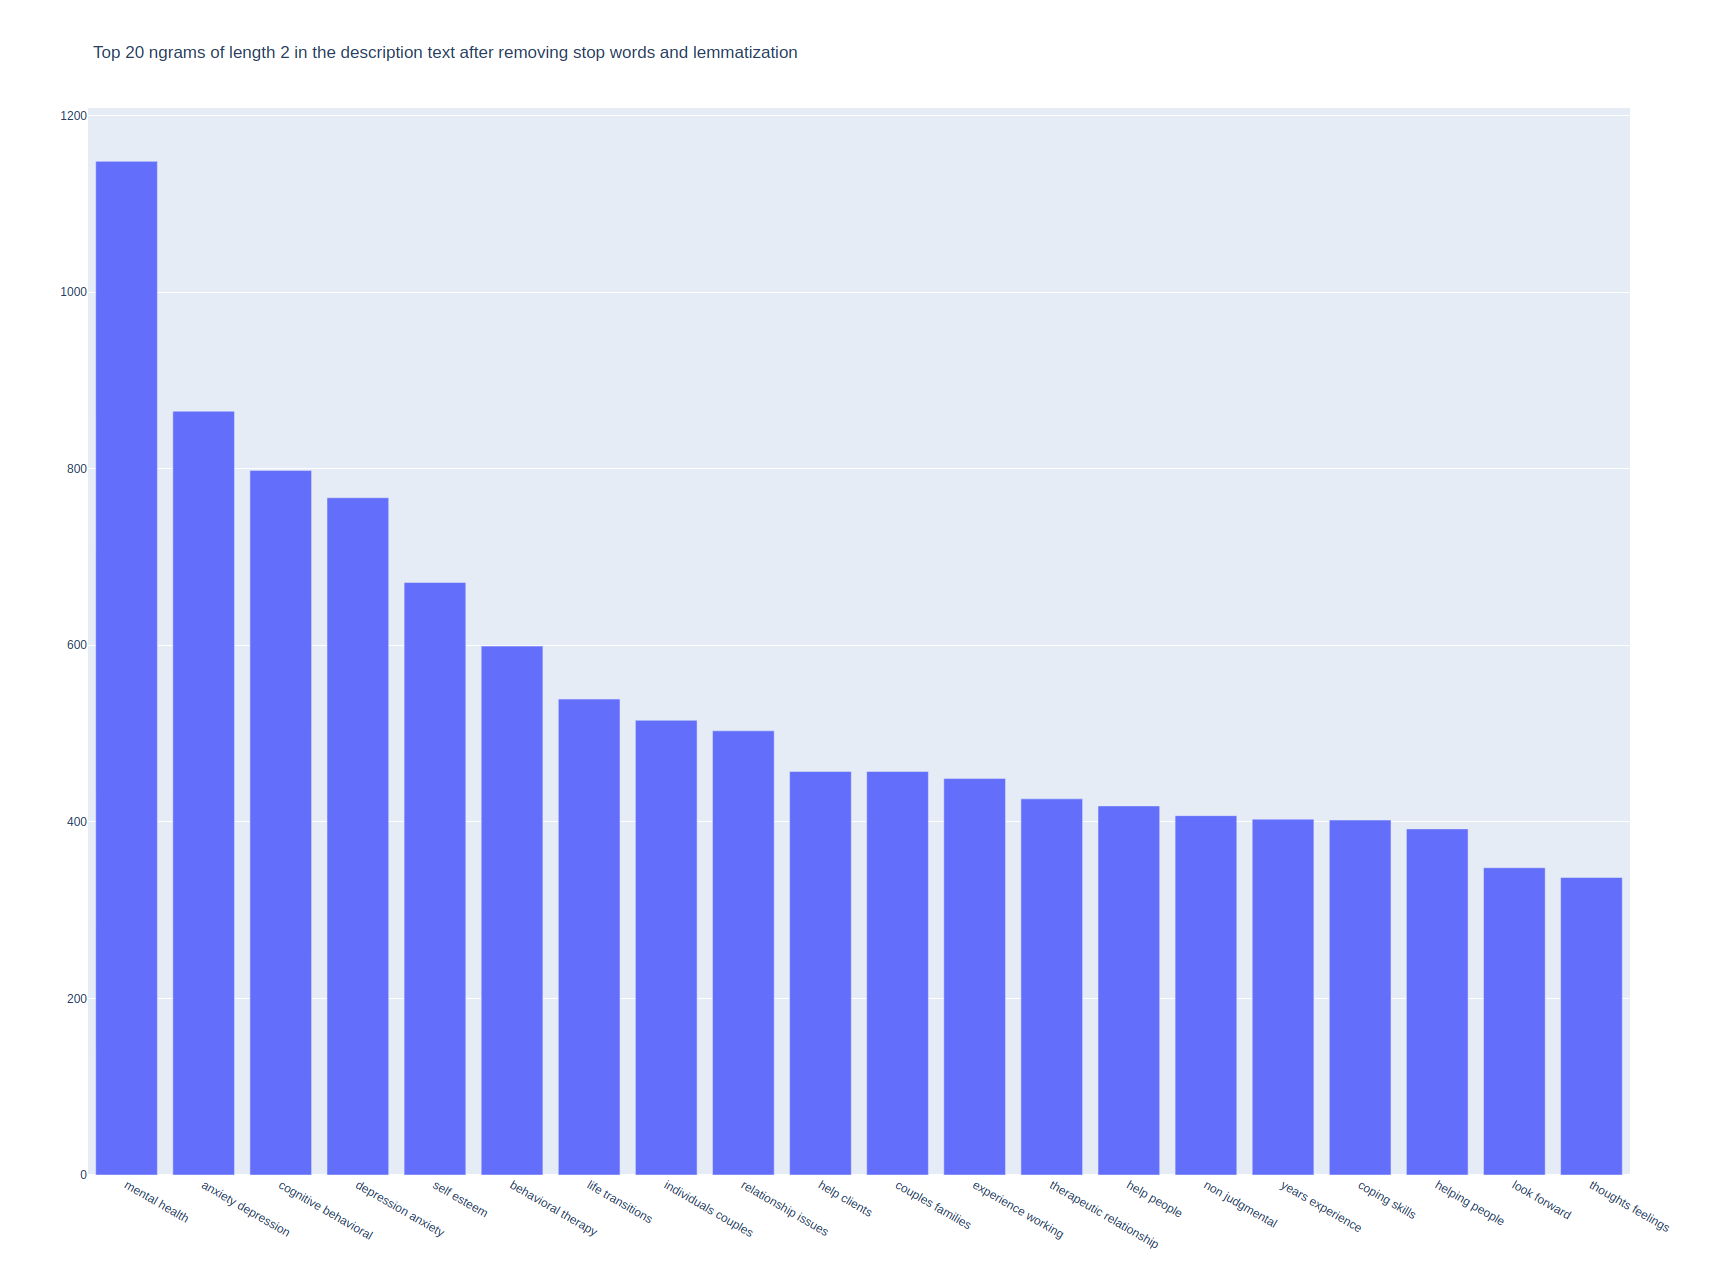 Top 20 ngrams of length 2 in the description text after removing stop words and lemmatization
1200
1000
800
600
400
200
0
mental health
anxiety depression
cognitive behavioral
depression anxiety
self esteem
behavioral therapy
life transitions
individuals couples
relationship issues
help clients
couples families
experience working
therapeutic relationship
help people
non judgmental
years experience
coping skills
helping people
look forward
thoughts feelings